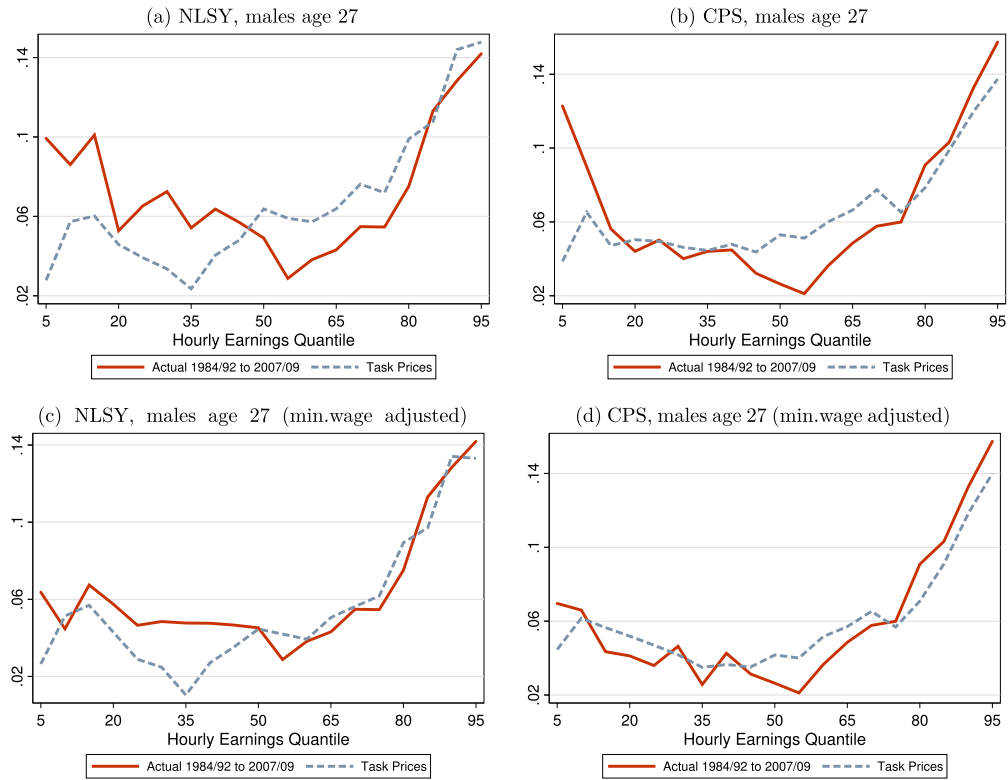 (a) NLSY, males age 27
.14
.1
.06
.02
5 20 35 50 65 80 95
Hourly Earnings Quantile
Actual 1984/92 to 2007/09 Task Prices
(b) CPS, males age 27
.14
.1
.06
.02
5 20 35 50 65 80 95
Hourly Earnings Quantile
Actual 1984/92 to 2007/09 Task Prices
(c) NLSY, males age 27 (min.wage adjusted)
.14
.1
.06
.02
5 20 35 50 65 80 95
Hourly Earnings Quantile
Actual 1984/92 to 2007/09 Task Prices
(d) CPS, males age 27 (min.wage adjusted)
.14
.1
.06
.02
5 20 35 50 65 80 95
Hourly Earnings Quantile
Actual 1984/92 to 2007/09 Task Prices